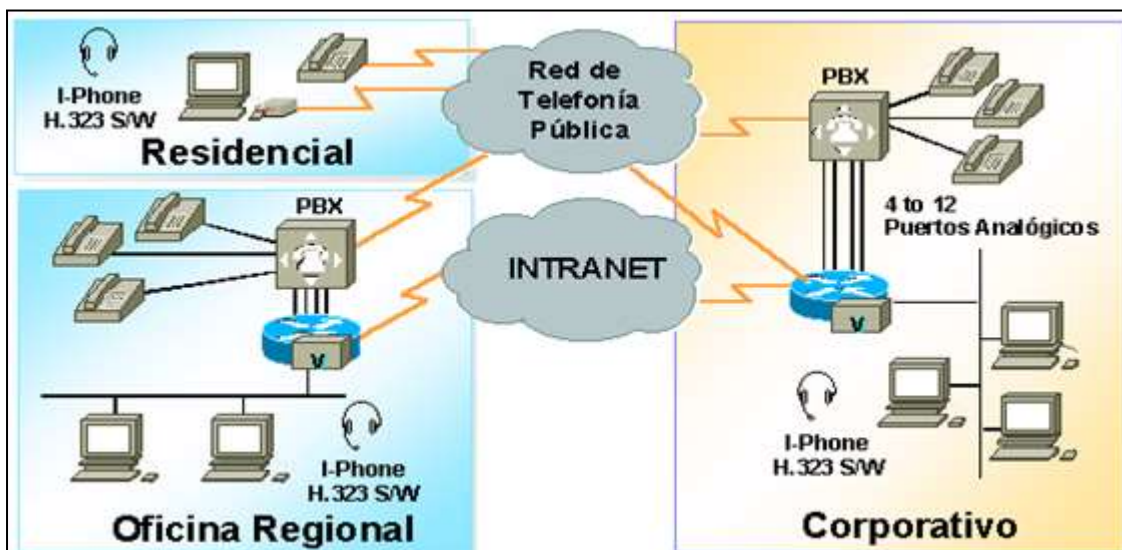 I-Phone
H.323 S/W
Residencial
Red de
Telefonía
Pública
PBX
4 to 12
Puertos Analógicos
PBX
V
INTRANET
V
I-Phone
H.323 S/W
Oficina Regional
I-Phone
H.323 S/W
Corporativo